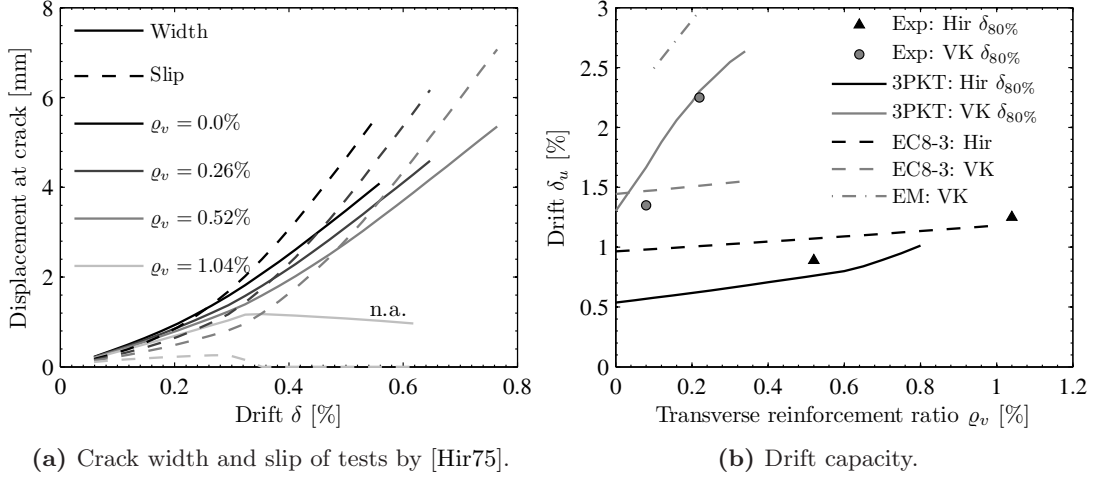 Displacement at crack [mm]
8
6
4
2
0
Width
Slip
ϱv = 0.0%
ϱv = 0.26%
ϱv = 0.52%
ϱv = 1.04%
n.a.
0 0.2 0.4 0.6 0.8
Drift δ [%]
(a) Crack width and slip of tests by [Hir75].
Drift δu [%]
3
2.5
2
1.5
1
0.5
0
Exp: Hir δ80%
Exp: VK δ80%
3PKT: Hir δ80%
3PKT: VK δ80%
EC8-3: Hir
EC8-3: VK
EM: VK
0 0.2 0.4 0.6 0.8 1 1.2
Transverse reinforcement ratio ϱv [%]
(b) Drift capacity.